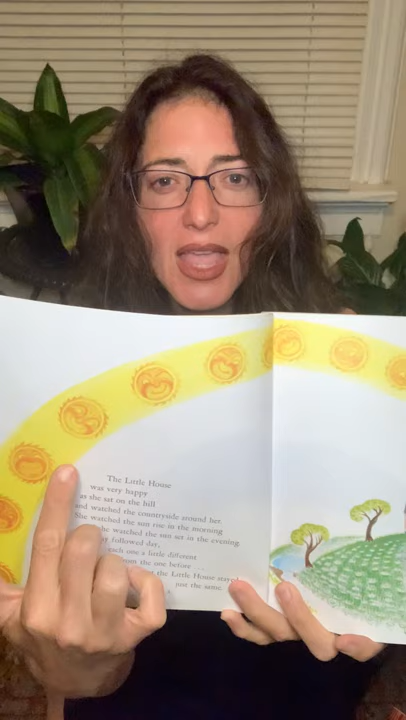 The Little House
was very happy
as she sat on the hill
and watched the countryside around her.
She watched the sun rise in the morning
she watched the sun set in the evening.
followed day,
each one a little different
from the one before . . .
the Little House stayed
just the same.